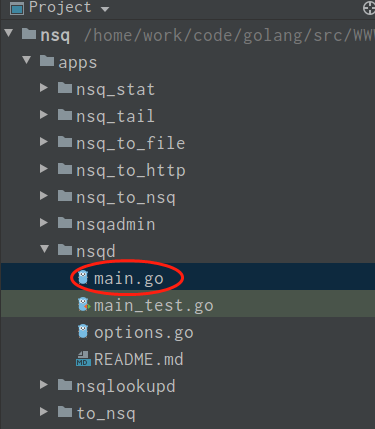 Project
nsq /home/work/code/golang/src/WWW
apps
nsq_stat
nsq_tail
nsq_to_file
nsq_to_http
nsq_to_nsq
nsqadmin
nsqd
main.go
main_test.go
options.go
MD README.md
nsqlookupd
to_nsq